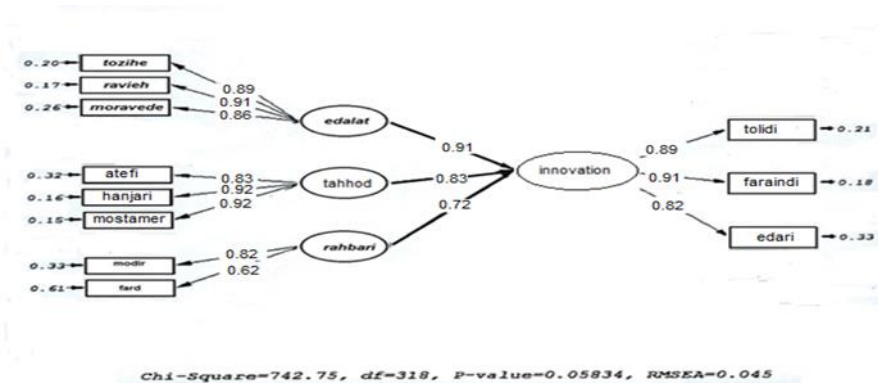 0.20 tozihe
0.89
0.17 ravieh
0.91
0.26 moravede
0.86
edalat
0.91
0.32 atefi
0.83
0.16 hanjari
0.92
0.15 mostamer
0.92
tahhod
0.83
0.33 modir
0.82
0.61 fard
0.62
rahbari
0.72
innovation
0.89
tolidi 0.21
0.91
faraindi 0.18
0.82
edari 0.33
Chi-Square=742.75, df=318, P-value=0.05834, RMSEA=0.045